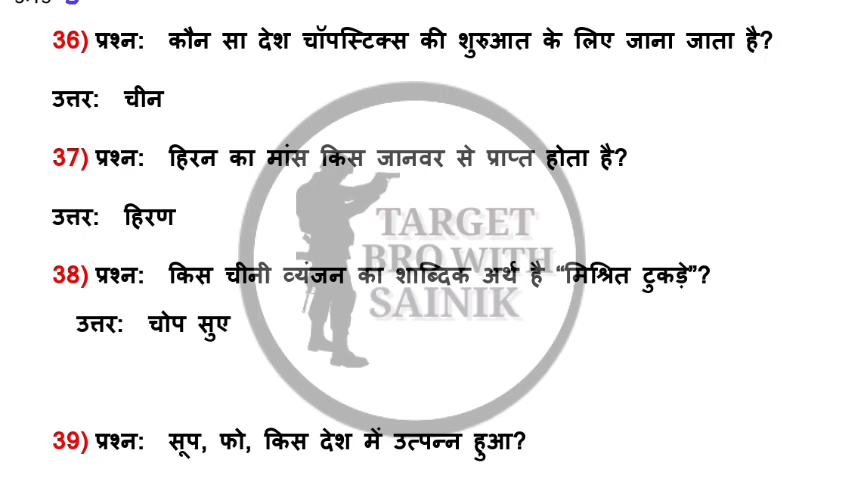 36) प्रश्न: कौन सा देश चॉपस्टिक्स की शुरुआत के लिए जाना जाता है?
उत्तर: चीन
37) प्रश्न: हिरन का मांस किस जानवर से प्राप्त होता है?
उत्तर: हिरण
TARGET
BRO WITH
SAINIK
38) प्रश्न: किस चीनी व्यंजन का शाब्दिक अर्थ है “मिश्रित टुकड़े”?
उत्तर: चोप सुए
39) प्रश्न: सूप, फो, किस देश में उत्पन्न हुआ?